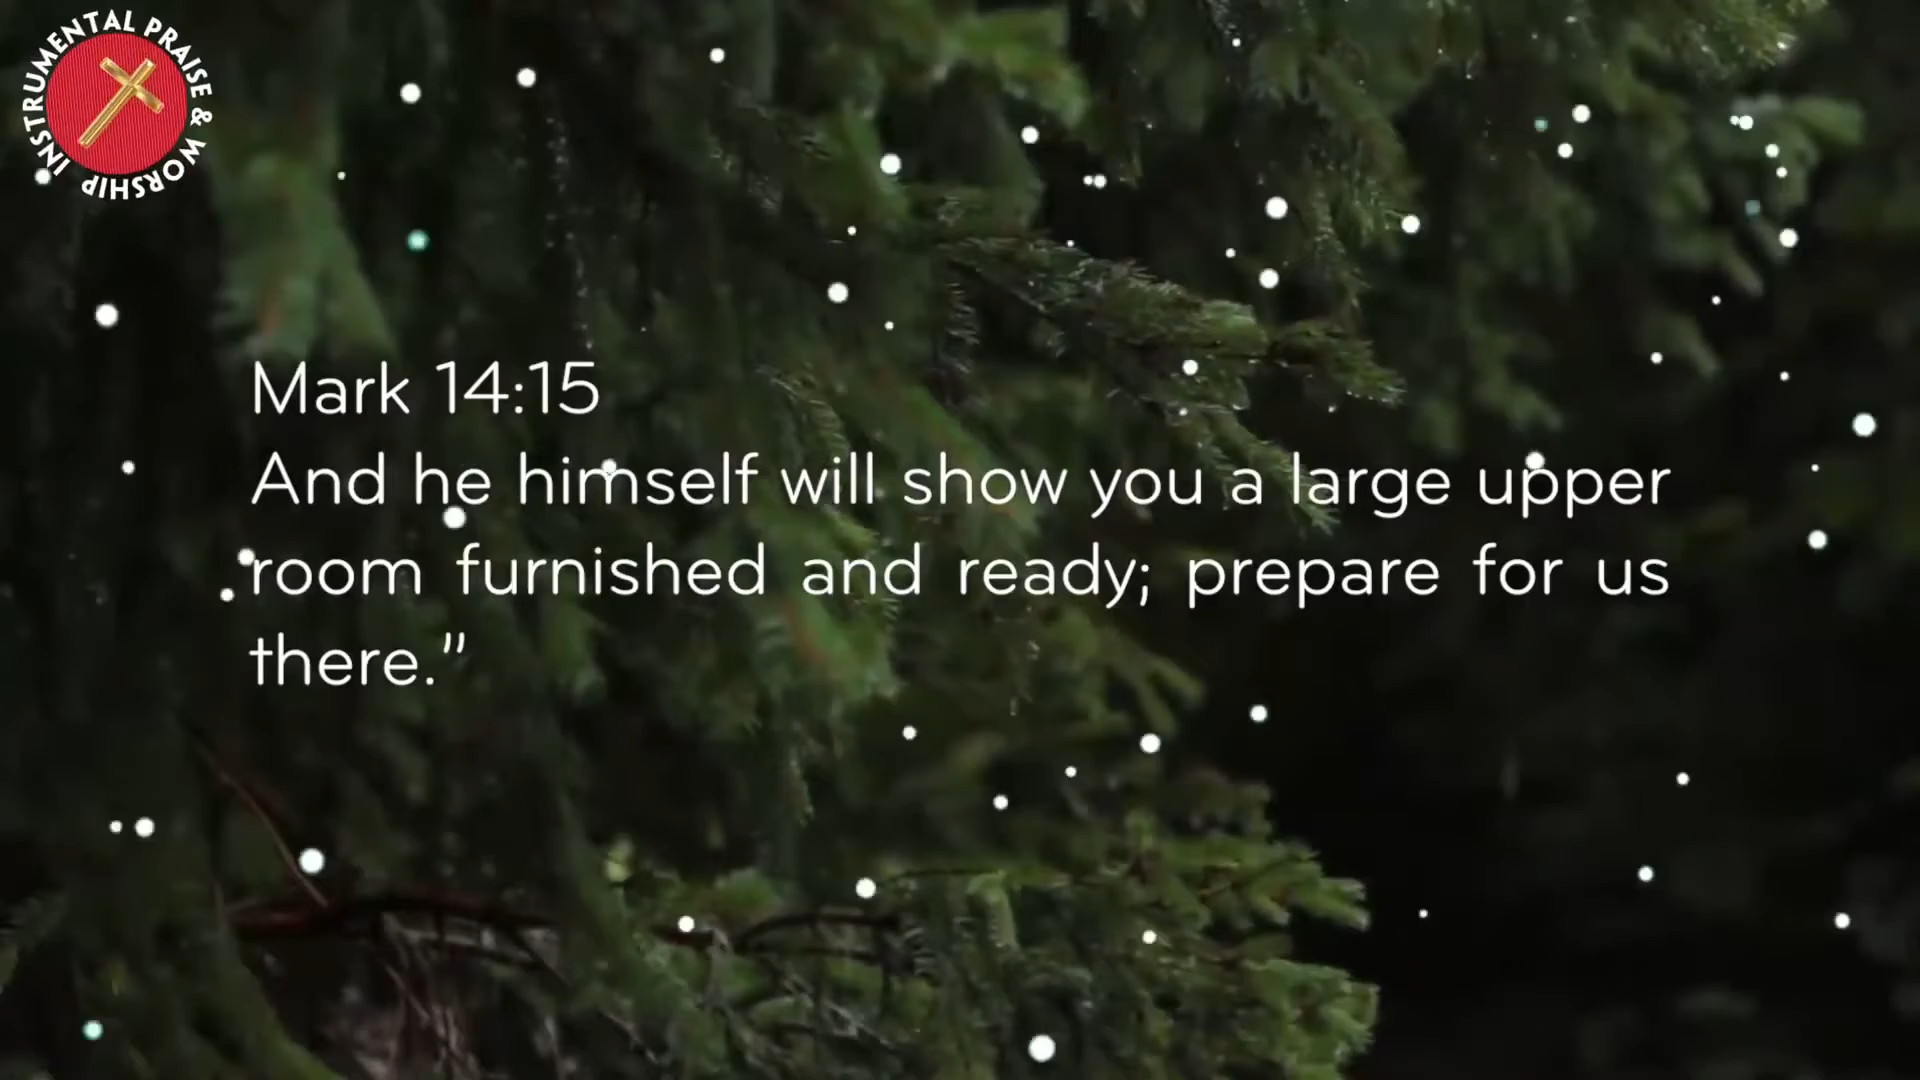 INSTRUMENTAL PRAISE & WORSHIP
Mark 14:15
And he himself will show you a large upper
room furnished and ready; prepare for us
there."